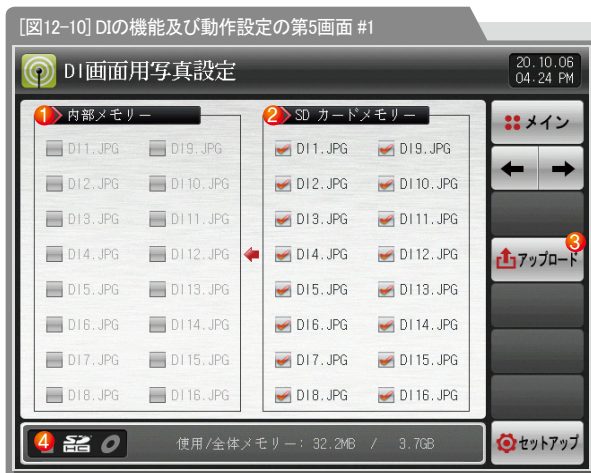 [図12-10] DIの機能及び動作設定の第5画面 #1
DI画面用写真設定
20.10.06
04:24 PM
1 内部メモリー
DI1.JPG DI9.JPG
DI2.JPG DI10.JPG
DI3.JPG DI11.JPG
DI4.JPG DI12.JPG
DI5.JPG DI13.JPG
DI6.JPG DI14.JPG
DI7.JPG DI15.JPG
DI8.JPG DI16.JPG
2 SD カードメモリー
DI1.JPG DI9.JPG
DI2.JPG DI10.JPG
DI3.JPG DI11.JPG
DI4.JPG DI12.JPG
DI5.JPG DI13.JPG
DI6.JPG DI14.JPG
DI7.JPG DI15.JPG
DI8.JPG DI16.JPG
メイン
3
アップロード
セットアップ
4 SD HC
使用/全体メモリー: 32.2MB / 3.7GB